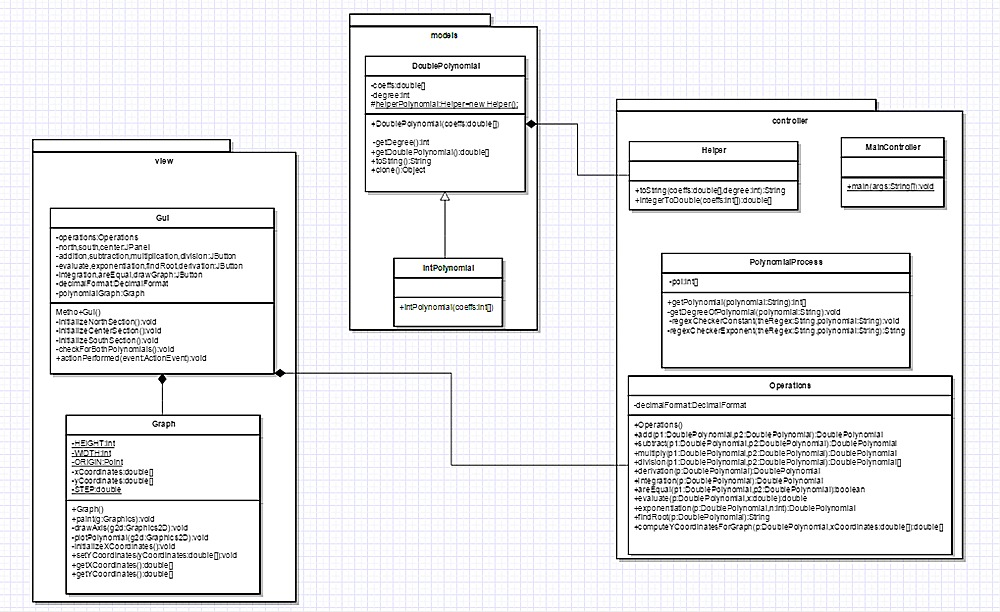 view
Gui
-operations:Operations
-north,south,center:JPanel
-addition,subtraction,multiplication,division:JButton
-evaluate,exponentiation,findRoot,derivation:JButton
-integration,areEqual,drawGraph:JButton
-decimalFormat:DecimalFormat
-polynomialGraph:Graph
Metho+Gui()
-initializeNorthSection():void
-initializeCenterSection():void
-initializeSouthSection():void
-checkForBothPolynomials():void
+actionPerformed(event:ActionEvent):void
Graph
-HEIGHT:int
-WIDTH:int
-ORIGIN:Point
-xCoordinates:double[]
-yCoordinates:double[]
-STEP:double
+Graph()
+paint(g:Graphics):void
-drawAxis(g2d:Graphics2D):void
-plotPolynomial(g2d:Graphics2D):void
-initializeXCoordinates():void
+setYCoordinates(yCoordinates:double[]):void
+getXCoordinates():double[]
+getYCoordinates():double[]
models
DoublePolynomial
-coeffs:double[]
-degree:int
#helperPolynomial:Helper=new Helper();
+DoublePolynomial(coeffs:double[])
-getDegree():int
+getDoublePolynomial():double[]
+toString():String
+clone():Object
IntPolynomial
+IntPolynomial(coeffs:int[])
controller
Helper
+toString(coeffs:double[],degree:int):String
+integerToDouble(coeffs:int[]):double[]
MainController
+main(args:String[]):void
PolynomialProcess
-pol:int[]
+getPolynomial(polynomial:String):int[]
-getDegreeOfPolynomial(polynomial:String):void
-regexCheckerConstant(theRegex:String,polynomial:String):void
-regexCheckerExponent(theRegex:String,polynomial:String):String
Operations
-decimalFormat:DecimalFormat
+Operations()
+add(p1:DoublePolynomial,p2:DoublePolynomial):DoublePolynomial
+subtract(p1:DoublePolynomial,p2:DoublePolynomial):DoublePolynomial
+multiply(p1:DoublePolynomial,p2:DoublePolynomial):DoublePolynomial
+division(p1:DoublePolynomial,p2:DoublePolynomial):DoublePolynomial[]
+derivation(p:DoublePolynomial):DoublePolynomial
+integration(p:DoublePolynomial):DoublePolynomial
+areEqual(p1:DoublePolynomial,p2:DoublePolynomial):boolean
+evaluate(p:DoublePolynomial,x:double):double
+exponentiation(p:DoublePolynomial,n:int):DoublePolynomial
+findRoot(p:DoublePolynomial):String
+computeYCoordinatesForGraph(p:DoublePolynomial,xCoordinates:double[]):double[]